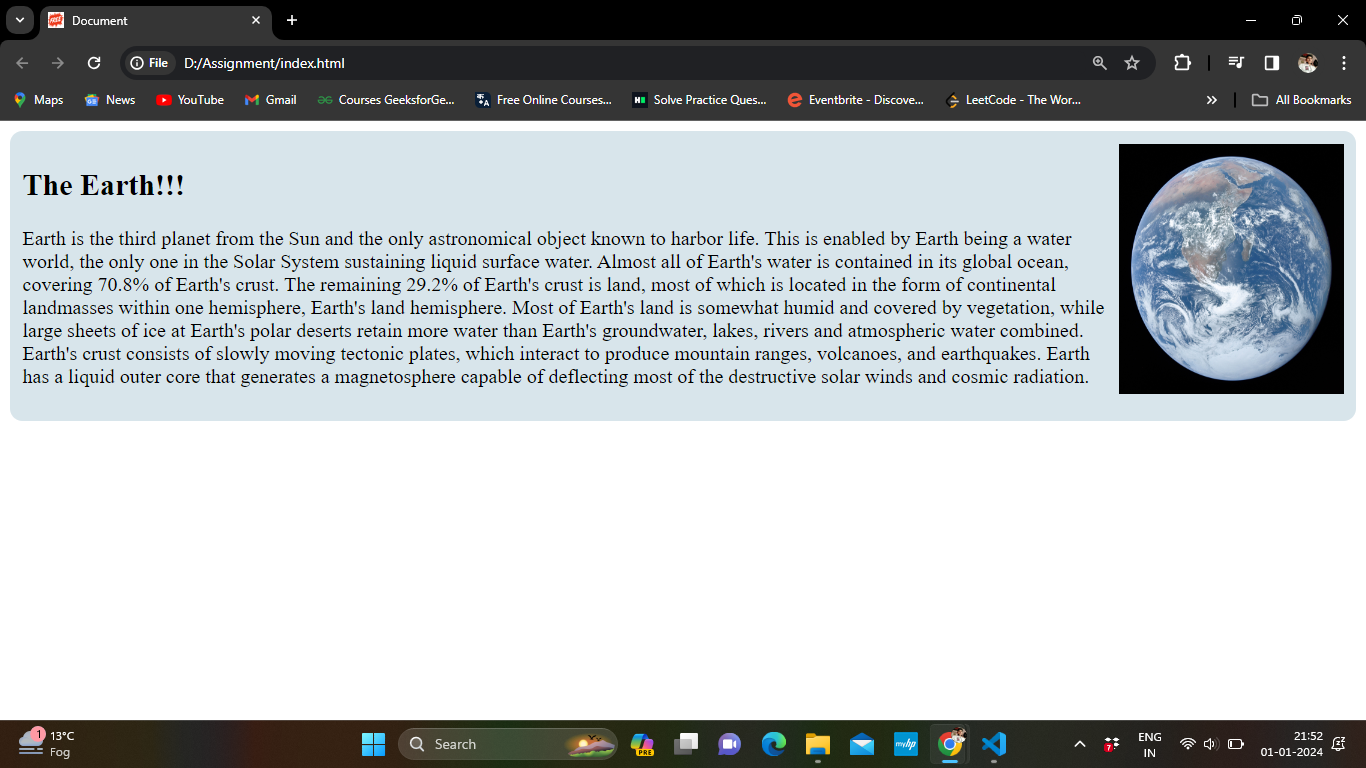 Document
File
D:/Assignment/index.html
Maps
News
YouTube
Gmail
Courses GeeksforGe...
Free Online Courses...
Solve Practice Ques...
Eventbrite - Discove...
LeetCode - The Wor...
All Bookmarks
The Earth!!!
Earth is the third planet from the Sun and the only astronomical object known to harbor life. This is enabled by Earth being a water
world, the only one in the Solar System sustaining liquid surface water. Almost all of Earth's water is contained in its global ocean,
covering 70.8% of Earth's crust. The remaining 29.2% of Earth's crust is land, most of which is located in the form of continental
landmasses within one hemisphere, Earth's land hemisphere. Most of Earth's land is somewhat humid and covered by vegetation, while
large sheets of ice at Earth's polar deserts retain more water than Earth's groundwater, lakes, rivers and atmospheric water combined.
Earth's crust consists of slowly moving tectonic plates, which interact to produce mountain ranges, volcanoes, and earthquakes. Earth
has a liquid outer core that generates a magnetosphere capable of deflecting most of the destructive solar winds and cosmic radiation.
1
13°C
Fog
Search
PRE
myhp
7
ENG
IN
21:52
01-01-2024